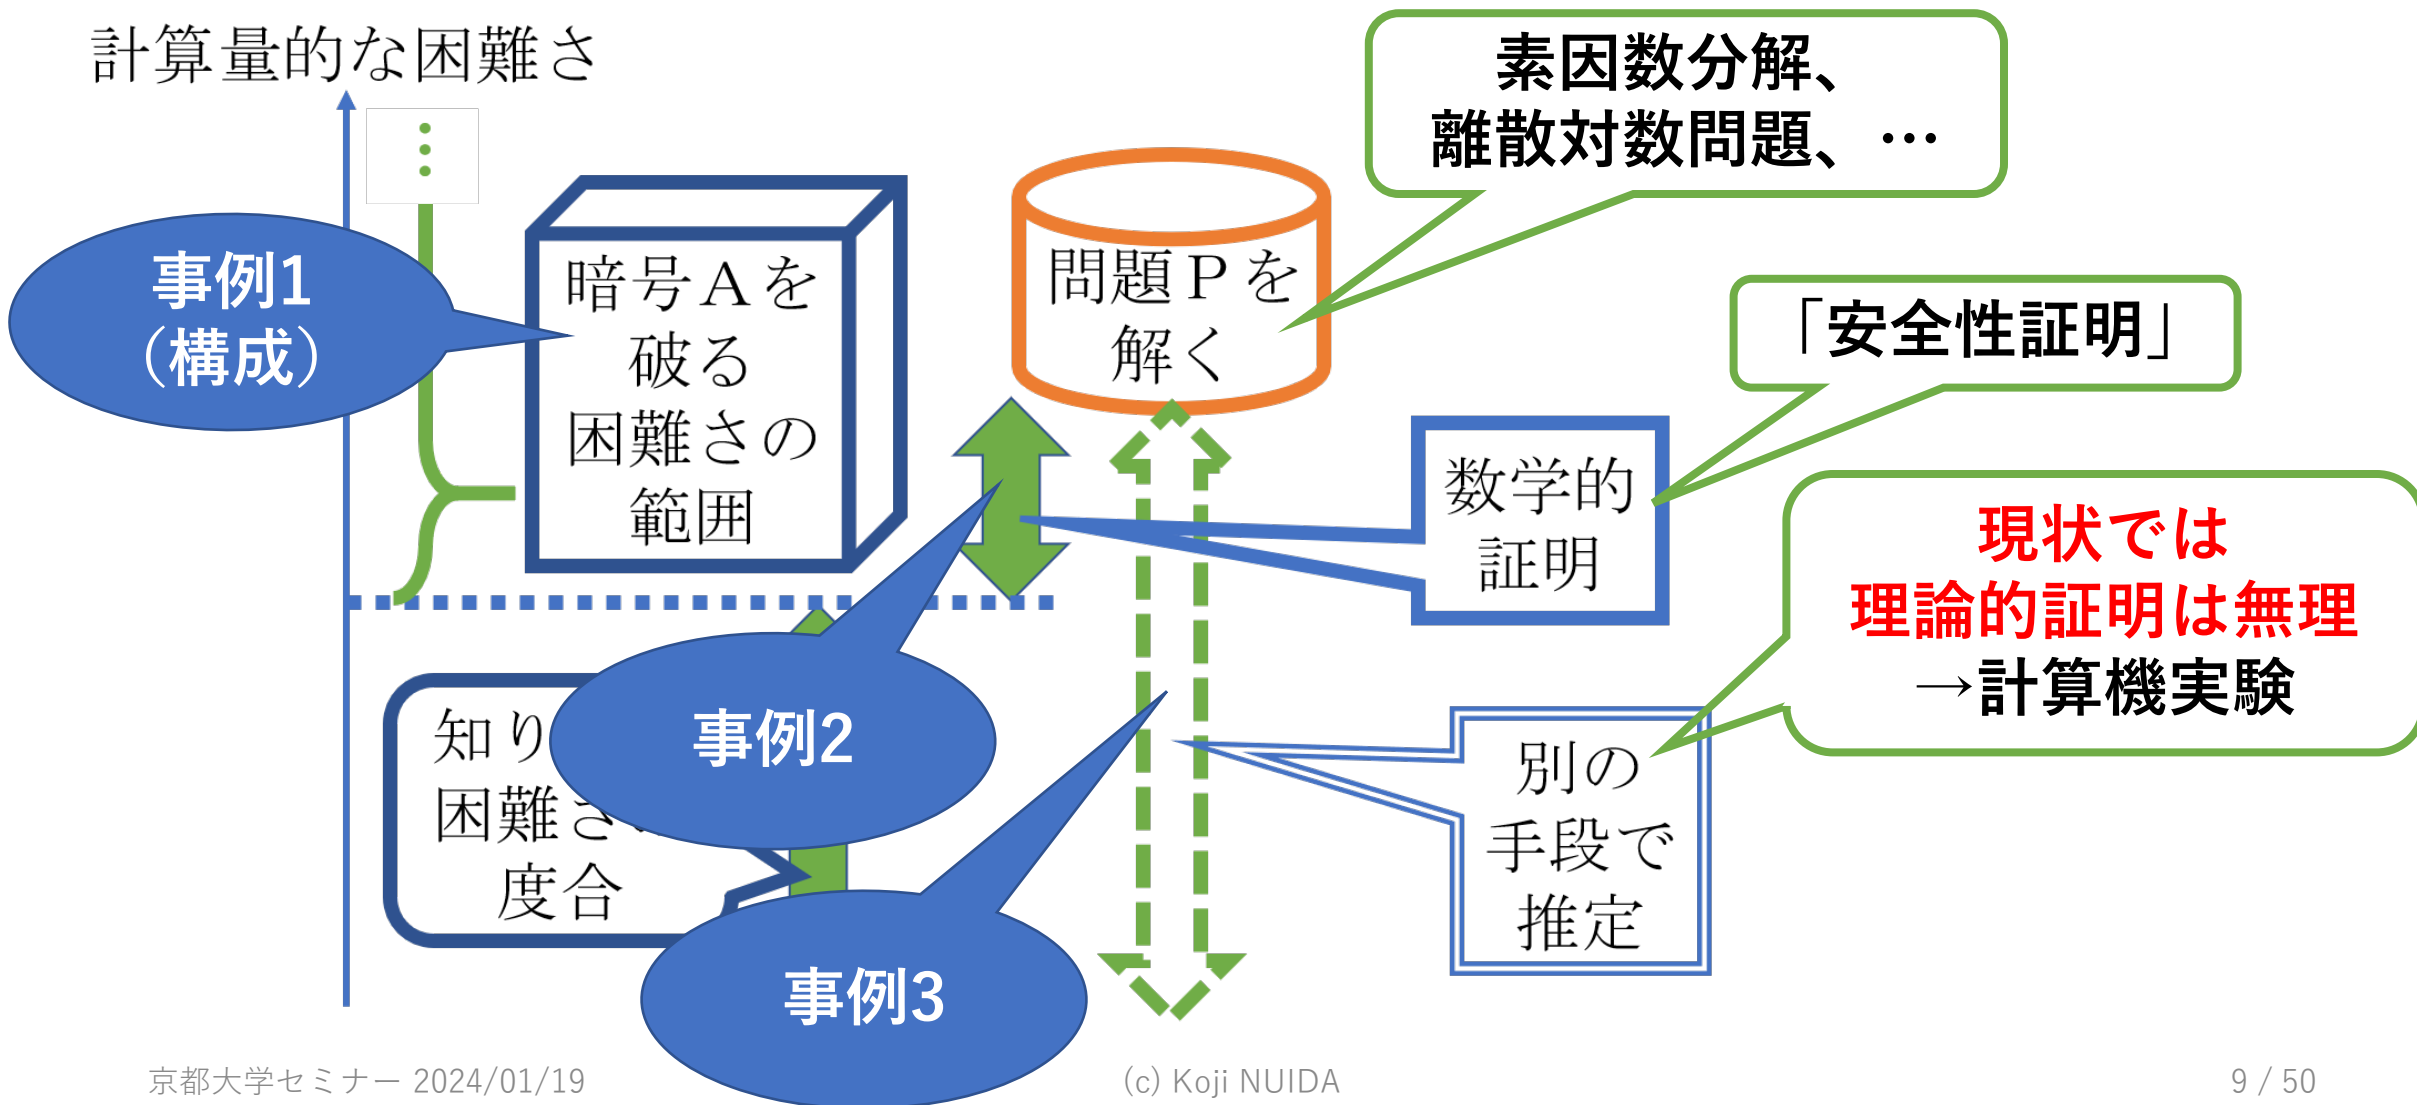 計算量的な困難さ
素因数分解、
離散対数問題、…
事例1
（構成）
暗号Ａを
破る
困難さの
範囲
問題Ｐを
解く
「安全性証明」
数学的
証明
現状では
理論的証明は無理
→計算機実験
知り
困難さ
度合
事例2
別の
手段で
推定
事例3
京都大学セミナー 2024/01/19
(c) Koji NUIDA
9 / 50